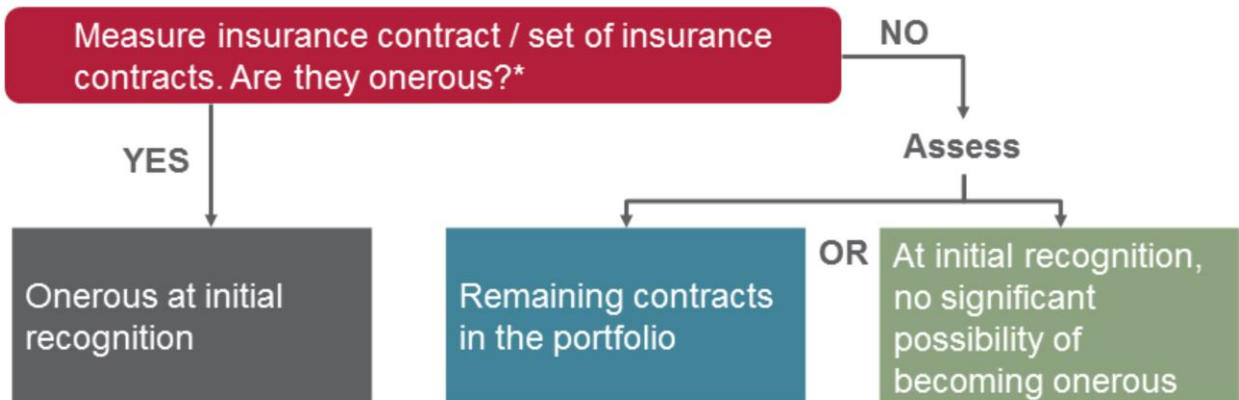 Measure insurance contract / set of insurance
contracts. Are they onerous?*
NO
YES
Assess
Onerous at initial
recognition
Remaining contracts
in the portfolio
OR
At initial recognition,
no significant
possibility of
becoming onerous